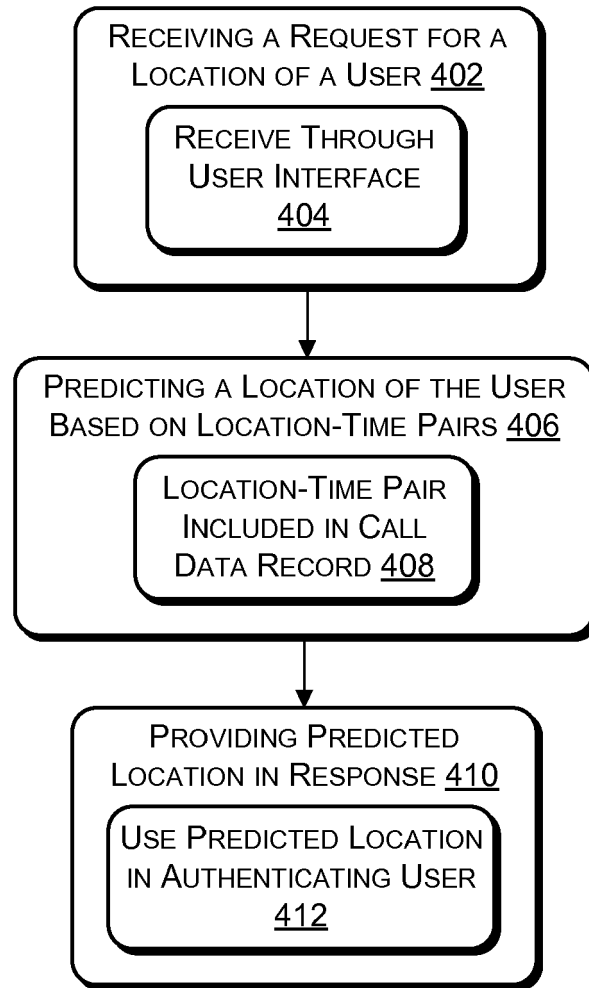 RECEIVING A REQUEST FOR A
LOCATION OF A USER 402
RECEIVE THROUGH
USER INTERFACE
404
PREDICTING A LOCATION OF THE USER
BASED ON LOCATION-TIME PAIRS 406
LOCATION-TIME PAIR
INCLUDED IN CALL
DATA RECORD 408
PROVIDING PREDICTED
LOCATION IN RESPONSE 410
USE PREDICTED LOCATION
IN AUTHENTICATING USER
412